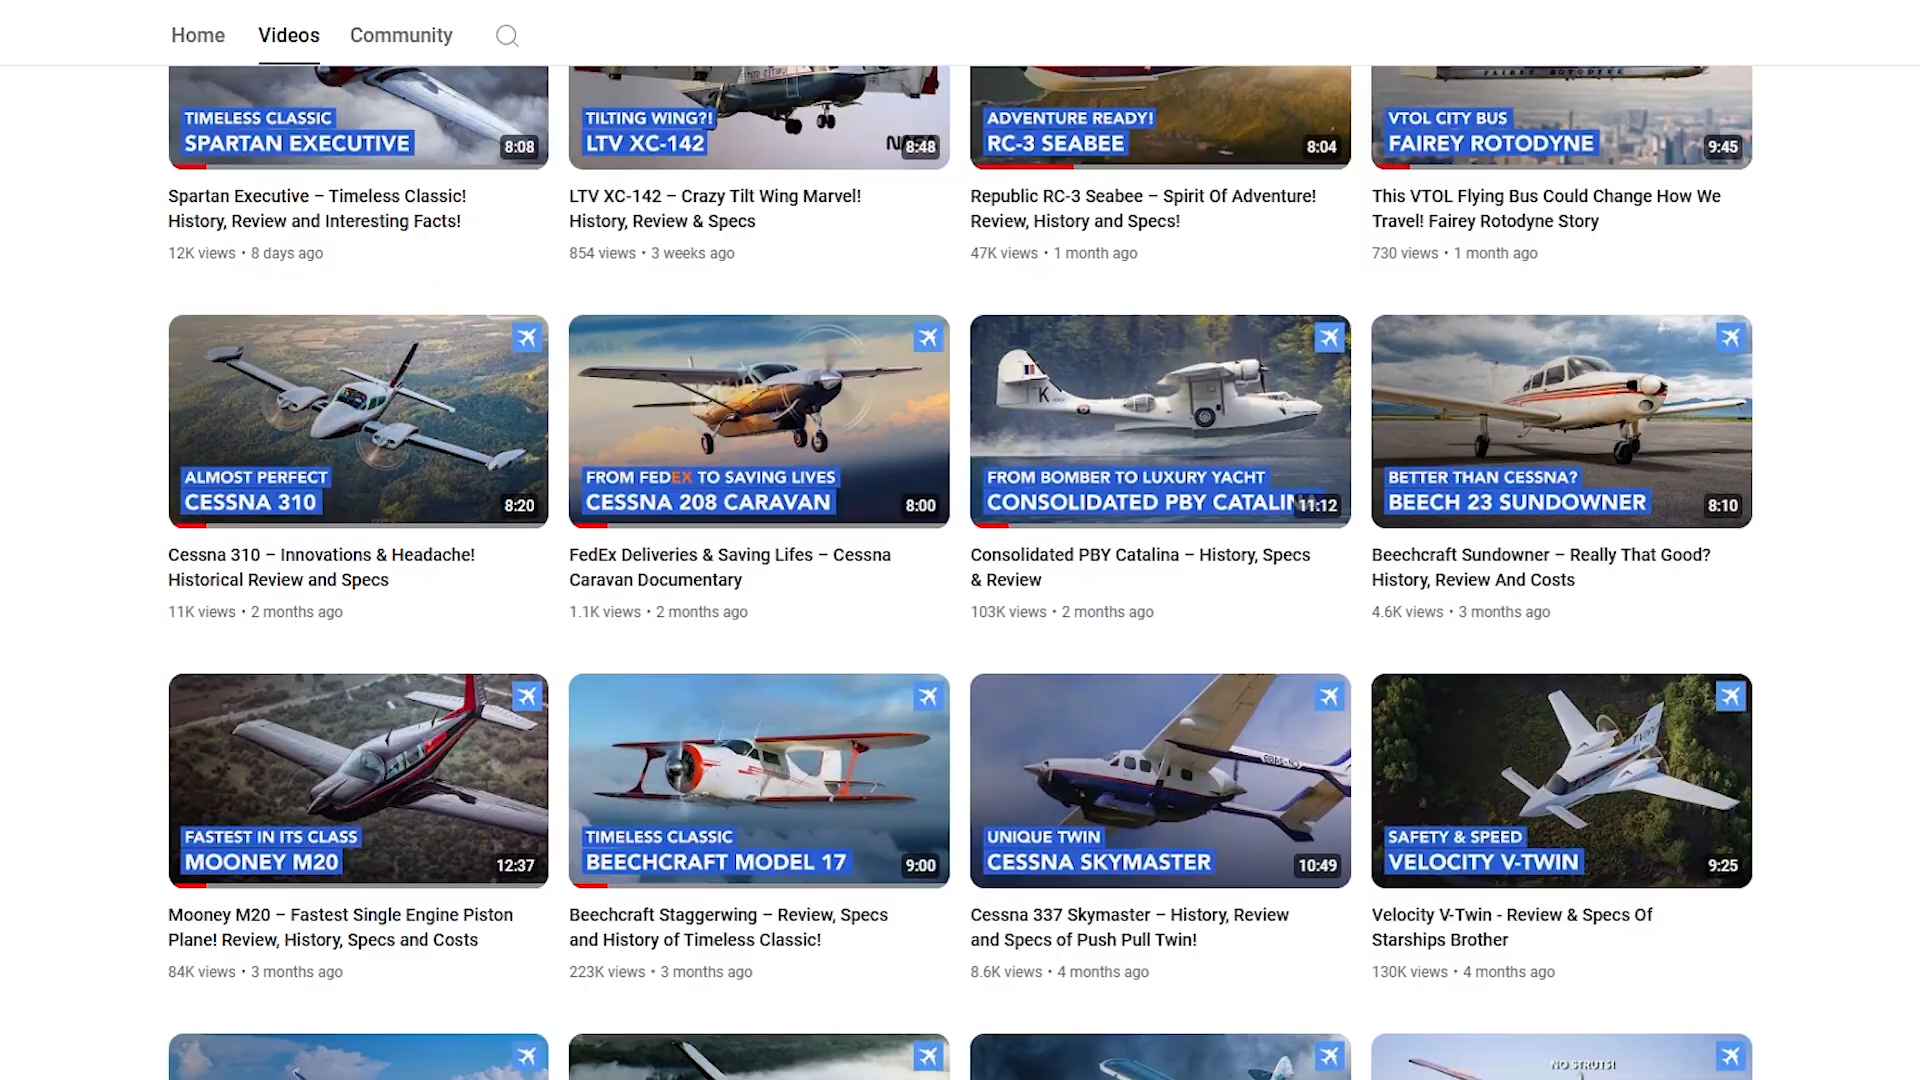 Home Videos Community
FAIREY ROTODYNE
TIMELESS CLASSIC
SPARTAN EXECUTIVE
8:08
TILTING WING?!
LTV XC-142
8:48
ADVENTURE READY!
RC-3 SEABEE
8:04
VTOL CITY BUS
FAIREY ROTODYNE
9:45
Spartan Executive – Timeless Classic!
History, Review and Interesting Facts!
12K views • 8 days ago
LTV XC-142 – Crazy Tilt Wing Marvel!
History, Review & Specs
854 views • 3 weeks ago
Republic RC-3 Seabee – Spirit Of Adventure!
Review, History and Specs!
47K views • 1 month ago
This VTOL Flying Bus Could Change How We
Travel! Fairey Rotodyne Story
730 views • 1 month ago
K
ALMOST PERFECT
CESSNA 310
8:20
FROM FEDEX TO SAVING LIVES
CESSNA 208 CARAVAN
8:00
FROM BOMBER TO LUXURY YACHT
CONSOLIDATED PBY CATALIN
11:12
BETTER THAN CESSNA?
BEECH 23 SUNDOWNER
8:10
Cessna 310 – Innovations & Headache!
Historical Review and Specs
11K views • 2 months ago
FedEx Deliveries & Saving Lifes – Cessna
Caravan Documentary
1.1K views • 2 months ago
Consolidated PBY Catalina – History, Specs
& Review
103K views • 2 months ago
Beechcraft Sundowner – Really That Good?
History, Review And Costs
4.6K views • 3 months ago
FASTEST IN ITS CLASS
MOONEY M20
12:37
TIMELESS CLASSIC
BEECHCRAFT MODEL 17
9:00
UNIQUE TWIN
CESSNA SKYMASTER
10:49
SAFETY & SPEED
VELOCITY V-TWIN
9:25
Mooney M20 – Fastest Single Engine Piston
Plane! Review, History, Specs and Costs
84K views • 3 months ago
Beechcraft Staggerwing – Review, Specs
and History of Timeless Classic!
223K views • 3 months ago
Cessna 337 Skymaster – History, Review
and Specs of Push Pull Twin!
8.6K views • 4 months ago
Velocity V-Twin - Review & Specs Of
Starships Brother
130K views • 4 months ago
NO STRUTS!